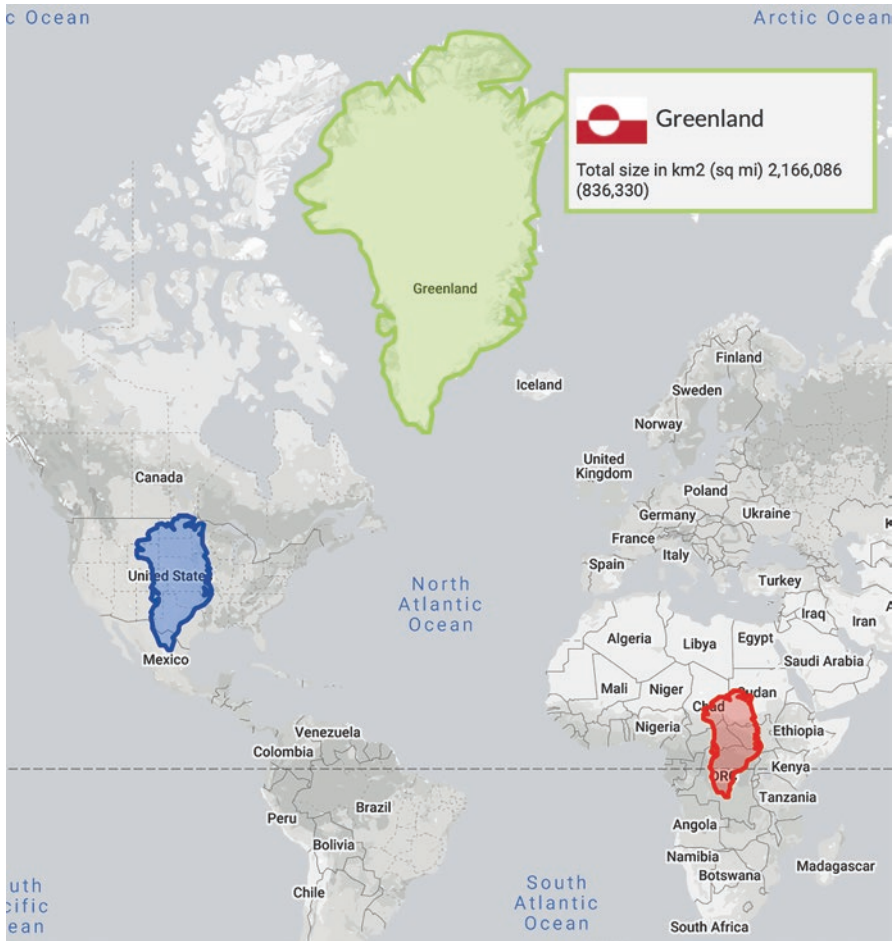 c Ocean
Arctic Ocean
Greenland
Total size in km2 (sq mi) 2,166,086
(836,330)
Greenland
Finland
Iceland
Sweden
Norway
United
Kingdom
Canada
Poland
Germany
Ukraine
France
Italy
Spain
United State
Turkey
North
Atlantic
Ocean
Iraq
Iran
Algeria
Libya
Egypt
Mexico
Saudi Arabia
Mali
Niger
Chad
Sudan
Nigeria
Ethiopia
Venezuela
Colombia
Kenya
DRC
Tanzania
Brazil
Peru
Angola
Bolivia
Namibia
Madagascar
Botswana
Chile
uth
cific
ean
South
Atlantic
Ocean
South Africa